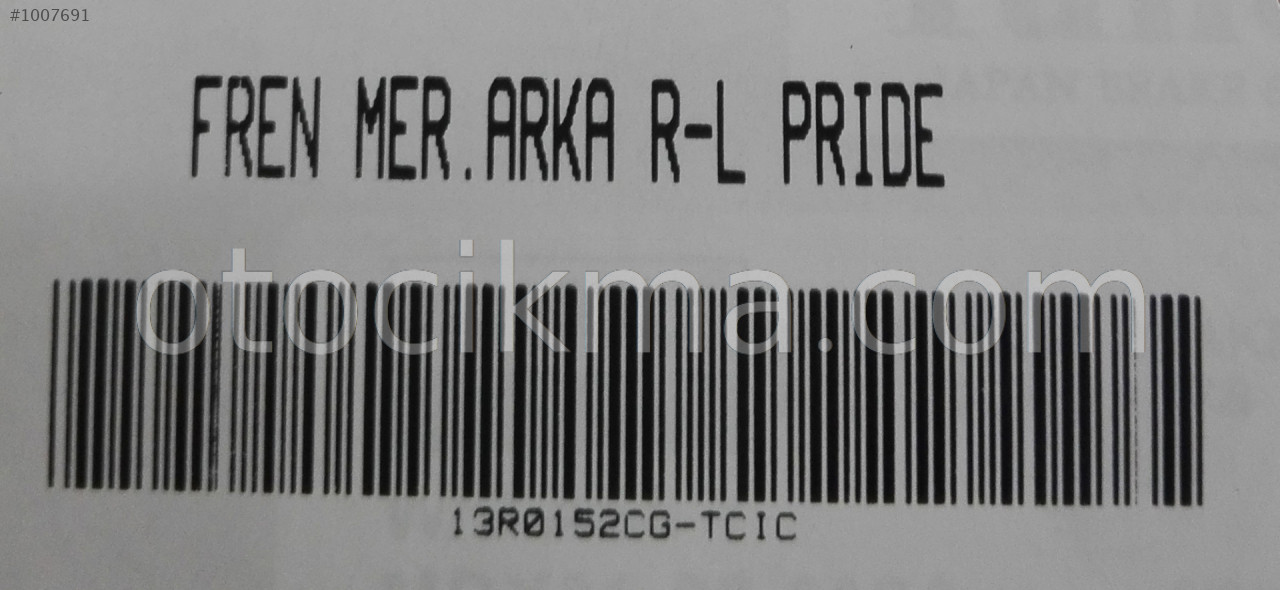 #1007691
FREN MER.ARKA R-L PRIDE
otocikma.com
13R0152CG-TCIC